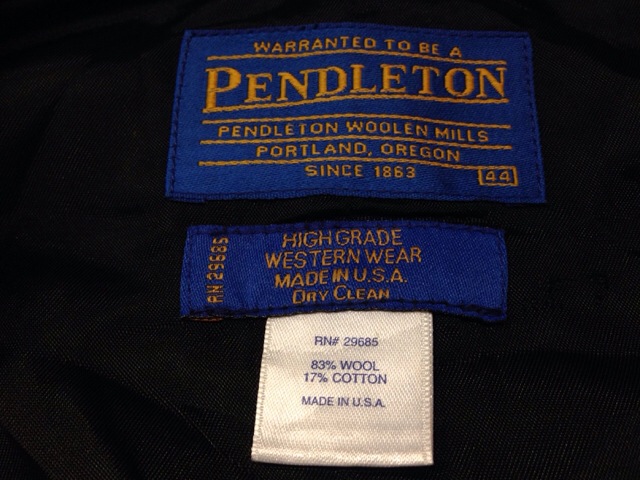 WARRANTED TO BE A
PENDLETON
PENDLETON WOOLEN MILLS
PORTLAND, OREGON
SINCE 1863
44
RN 29685
HIGH GRADE
WESTERN WEAR
MADE IN U.S.A.
DRY CLEAN
RN# 29685
83% WOOL
17% COTTON
MADE IN U.S.A.